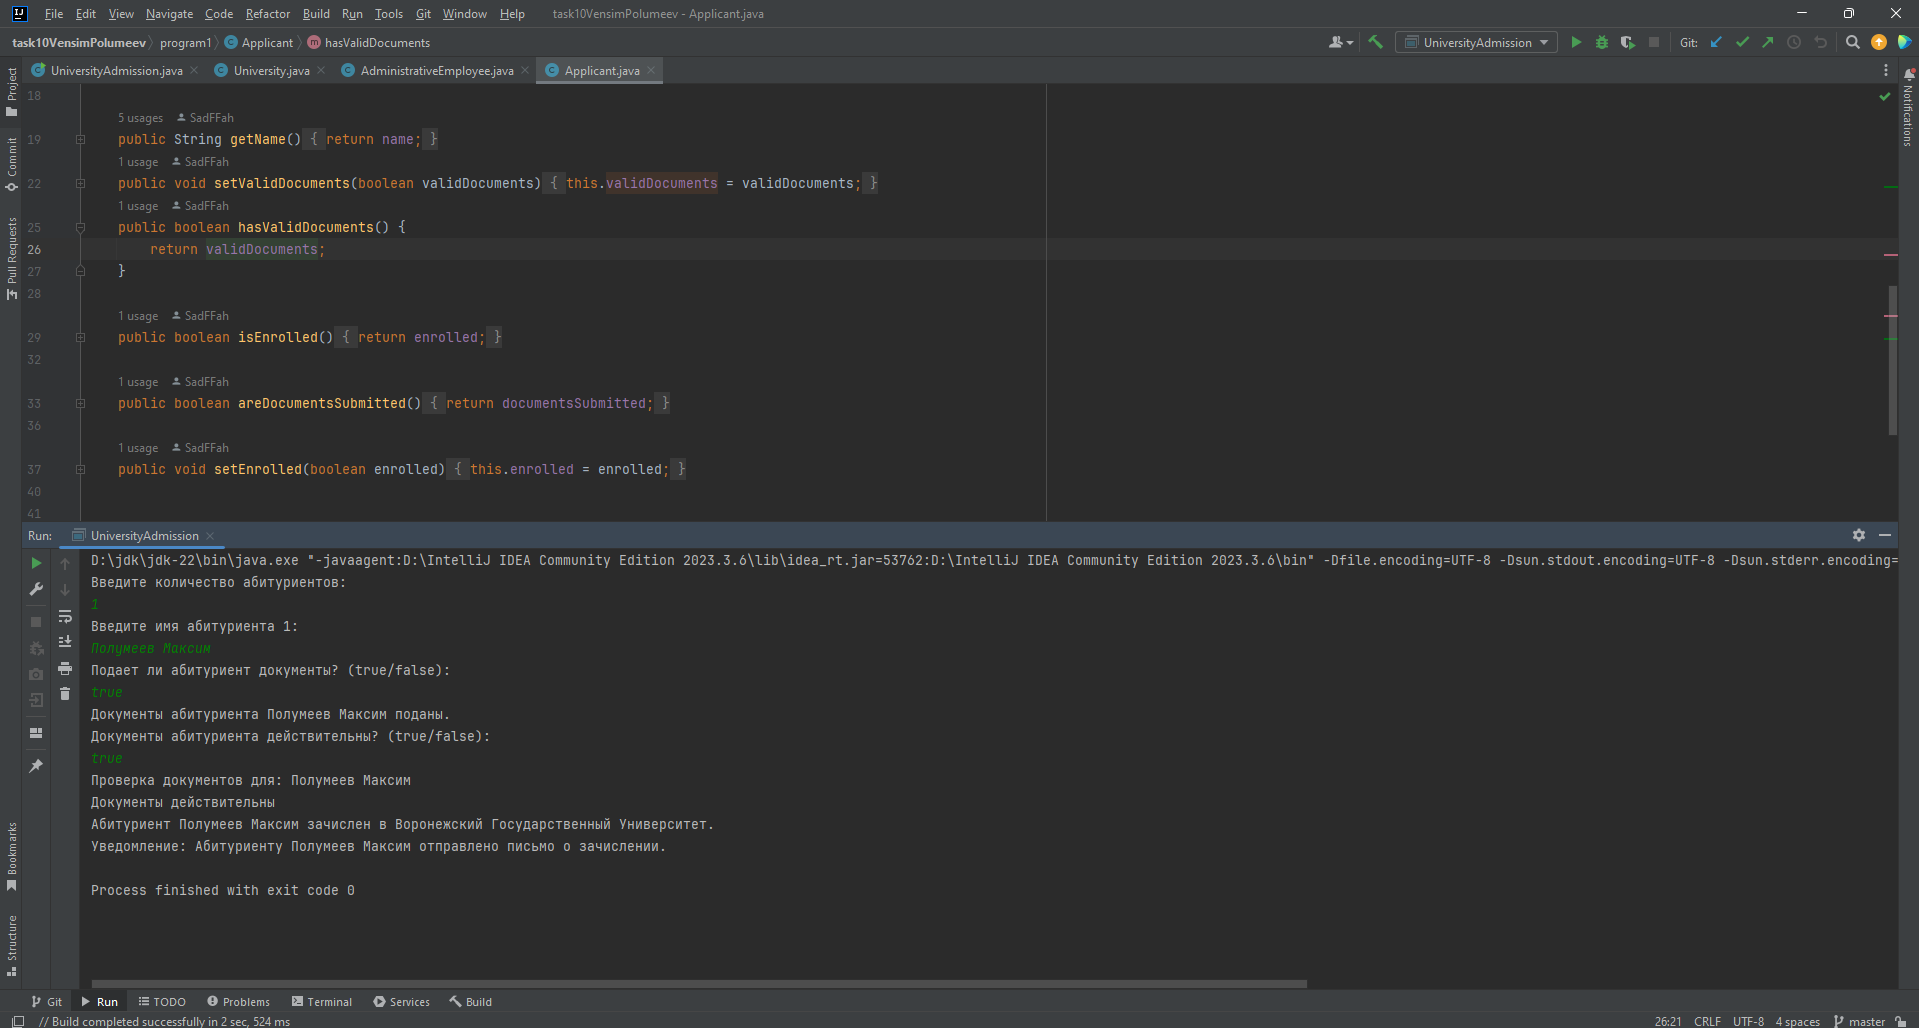 File Edit View Navigate Code Refactor Build Run Tools Git Window Help task10VensimPolumeev - Applicant.java
task10VensimPolumeev program1 Applicant hasValidDocuments UniversityAdmission Git:
UniversityAdmission.java University.java AdministrativeEmployee.java Applicant.java
Project
Commit
Pull Requests
Bookmarks
Structure
Notifications
18
5 usages SadFFah
19 public String getName() { return name; }
1 usage SadFFah
22 public void setValidDocuments(boolean validDocuments) { this.validDocuments = validDocuments; }
1 usage SadFFah
25 public boolean hasValidDocuments() {
26 return validDocuments;
27 }
28
1 usage SadFFah
29 public boolean isEnrolled() { return enrolled; }
32
1 usage SadFFah
33 public boolean areDocumentsSubmitted() { return documentsSubmitted; }
36
1 usage SadFFah
37 public void setEnrolled(boolean enrolled) { this.enrolled = enrolled; }
40
41
Run: UniversityAdmission
D:\jdk\jdk-22\bin\java.exe "-javaagent:D:\IntelliJ IDEA Community Edition 2023.3.6\lib\idea_rt.jar=53762:D:\IntelliJ IDEA Community Edition 2023.3.6\bin" -Dfile.encoding=UTF-8 -Dsun.stdout.encoding=UTF-8 -Dsun.stderr.encoding=
Введите количество абитуриентов:
1
Введите имя абитуриента 1:
Полумеев Максим
Подает ли абитуриент документы? (true/false):
true
Документы абитуриента Полумеев Максим поданы.
Документы абитуриента действительны? (true/false):
true
Проверка документов для: Полумеев Максим
Документы действительны
Абитуриент Полумеев Максим зачислен в Воронежский Государственный Университет.
Уведомление: Абитуриенту Полумеев Максим отправлено письмо о зачислении.
Process finished with exit code 0
Git Run TODO Problems Terminal Services Build
// Build completed successfully in 2 sec, 524 ms 26:21 CRLF UTF-8 4 spaces master